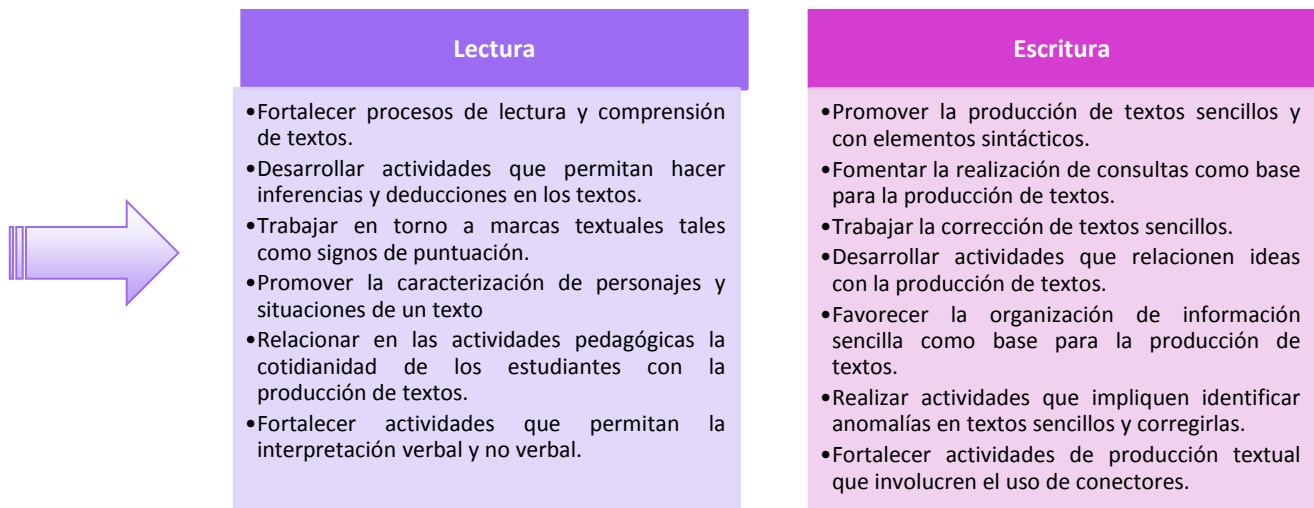 Lectura
•Fortalecer procesos de lectura y comprensión
de textos.
•Desarrollar actividades que permitan hacer
inferencias y deducciones en los textos.
•Trabajar en torno a marcas textuales tales
como signos de puntuación.
•Promover la caracterización de personajes y
situaciones de un texto
•Relacionar en las actividades pedagógicas la
cotidianidad de los estudiantes con la
producción de textos.
•Fortalecer actividades que permitan la
interpretación verbal y no verbal.
Escritura
•Promover la producción de textos sencillos y
con elementos sintácticos.
•Fomentar la realización de consultas como base
para la producción de textos.
•Trabajar la corrección de textos sencillos.
•Desarrollar actividades que relacionen ideas
con la producción de textos.
•Favorecer la organización de información
sencilla como base para la producción de
textos.
•Realizar actividades que impliquen identificar
anomalías en textos sencillos y corregirlas.
•Fortalecer actividades de producción textual
que involucren el uso de conectores.